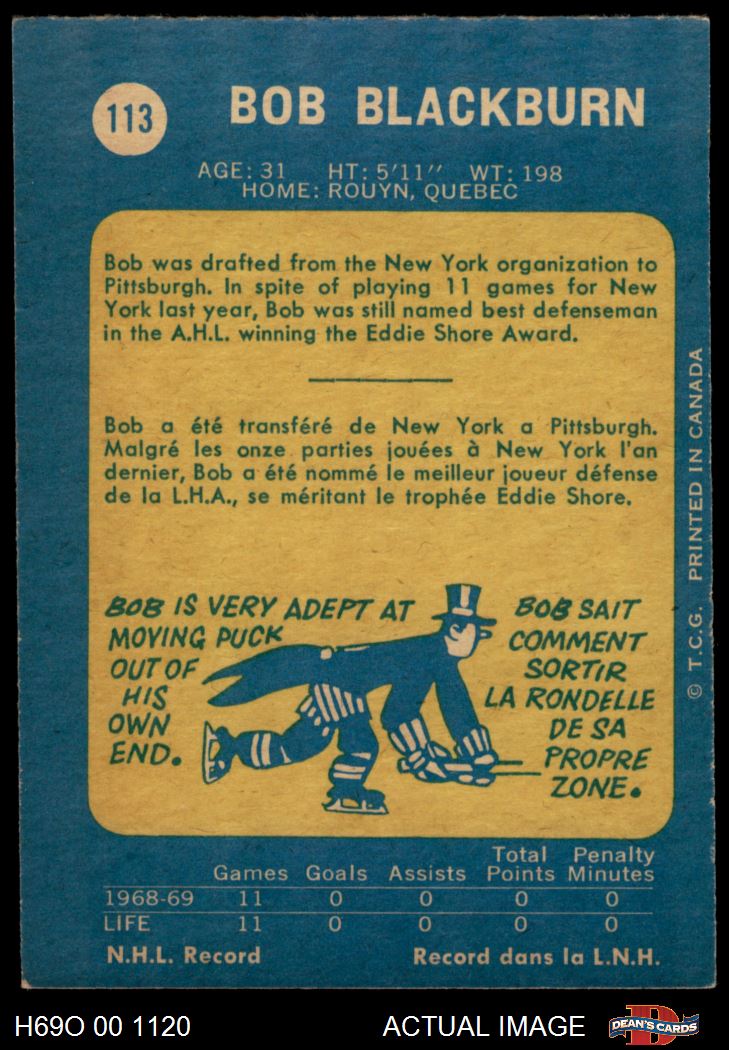 113
BOB BLACKBURN
AGE: 31 HT: 5'11" WT: 198
HOME: ROUYN, QUEBEC
Bob was drafted from the New York organization to
Pittsburgh. In spite of playing 11 games for New
York last year, Bob was still named best defenseman
in the A.H.L. winning the Eddie Shore Award.
Bob a été transféré de New York a Pittsburgh.
Malgré les onze parties jouées à New York l'an
dernier, Bob a été nommé le meilleur joueur défense
de la L.H.A., se méritant le trophée Eddie Shore.
BOB IS VERY ADEPT AT
MOVING PUCK
OUT OF
HIS
OWN
END.
BOB SAIT
COMMENT
SORTIR
LA RONDELLE
DE SA
PROPRE
ZONE.
© T.C.G. PRINTED IN CANADA
Games Goals Assists Total Points Penalty Minutes
1968-69 11 0 0 0 0
LIFE 11 0 0 0 0
N.H.L. Record Record dans la L.N.H.
H69O 00 1120 ACTUAL IMAGE
D
DEAN'S CARDS